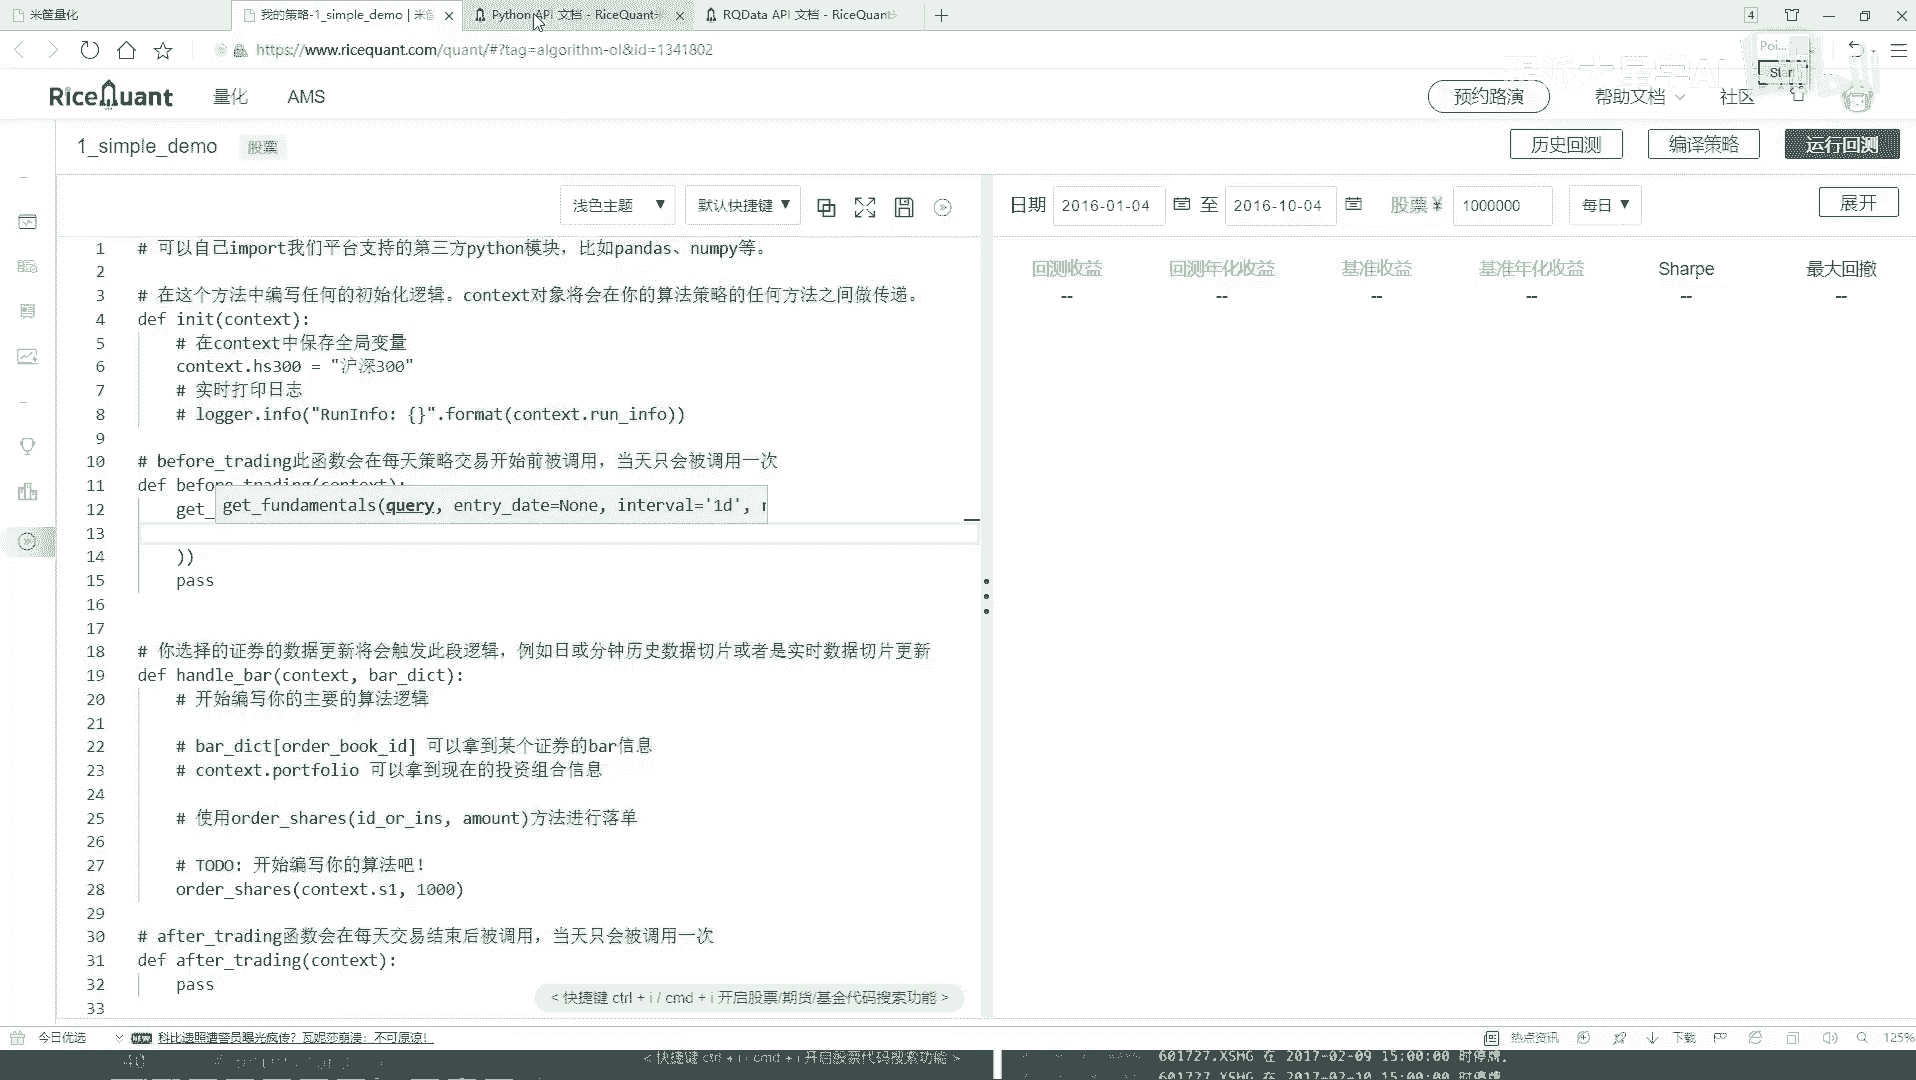 米筐量化
我的策略-1_simple_demo | 米筐
Python API 文档 - RiceQuant
RQData API 文档 - RiceQuant
4
https://www.ricequant.com/quant/#?tag=algorithm-ol&id=1341802
Poi...
Start
RiceQuant
量化
AMS
预约路演
帮助文档
社区
1_simple_demo
股票
历史回测
编译策略
运行回测
浅色主题
默认快捷键
日期
2016-01-04
至
2016-10-04
股票 ¥
1000000
每日
展开
回测收益
回测年化收益
基准收益
基准年化收益
Sharpe
最大回撤
--
--
--
--
--
--
1 # 可以自己import我们平台支持的第三方python模块，比如pandas、numpy等。
2
3 # 在这个方法中编写任何的初始化逻辑。context对象将会在你的算法策略的任何方法之间做传递。
4 def init(context):
5 # 在context中保存全局变量
6 context.hs300 = "沪深300"
7 # 实时打印日志
8 # logger.info("RunInfo: {}".format(context.run_info))
9
10 # before_trading此函数会在每天策略交易开始前被调用，当天只会被调用一次
11 def before_trading(context):
12 get_
get_fundamentals(query, entry_date=None, interval='1d',
13
14 ))
15 pass
16
17
18 # 你选择的证券的数据更新将会触发此段逻辑，例如日或分钟历史数据切片或者是实时数据切片更新
19 def handle_bar(context, bar_dict):
20 # 开始编写你的主要的算法逻辑
21
22 # bar_dict[order_book_id] 可以拿到某个证券的bar信息
23 # context.portfolio 可以拿到现在的投资组合信息
24
25 # 使用order_shares(id_or_ins, amount)方法进行落单
26
27 # TODO: 开始编写你的算法吧！
28 order_shares(context.s1, 1000)
29
30 # after_trading函数会在每天交易结束后被调用，当天只会被调用一次
31 def after_trading(context):
32 pass
33
< 快捷键 ctrl + i / cmd + i 开启股票/期货/基金代码搜索功能 >
今日优选
NEW
科比遗照遭警员曝光疯传？瓦妮莎崩溃：不可原谅！
热点资讯
下载
125%
40
< 快捷键 ctrl + i / cmd + i 开启股票代码搜索功能 >
601727.XSHG 在 2017-02-09 15:00:00 时停牌。
601727.XSHG 在 2017-02-10 15:00:00 时停牌。